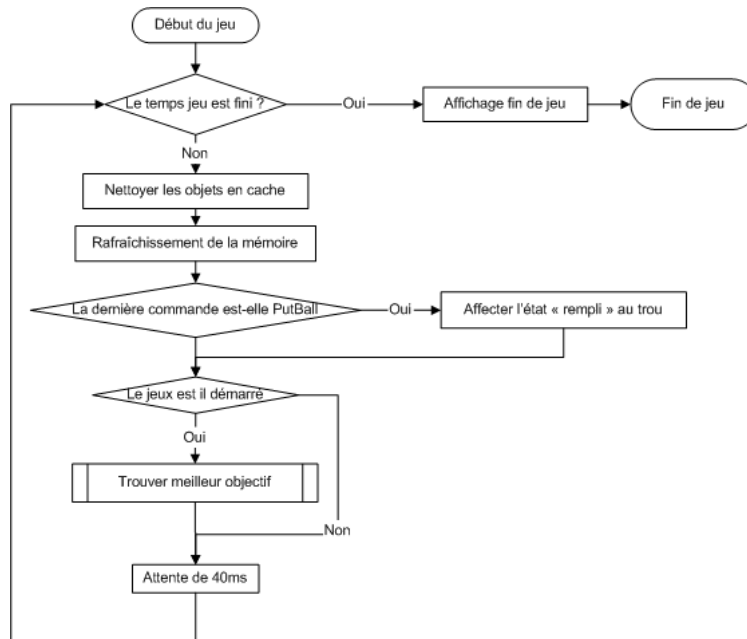 Début du jeu
Le temps jeu est fini ?
Oui
Affichage fin de jeu
Fin de jeu
Non
Nettoyer les objets en cache
Rafraîchissement de la mémoire
La dernière commande est-elle PutBall
Oui
Affecter l'état « rempli » au trou
Le jeux est il démarré
Oui
Trouver meilleur objectif
Non
Attente de 40ms